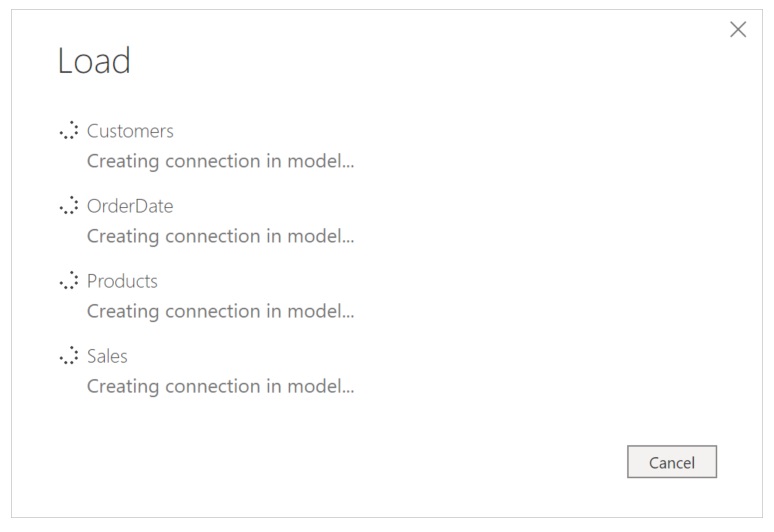 Load
Customers
Creating connection in model...
OrderDate
Creating connection in model...
Products
Creating connection in model...
Sales
Creating connection in model...
Cancel